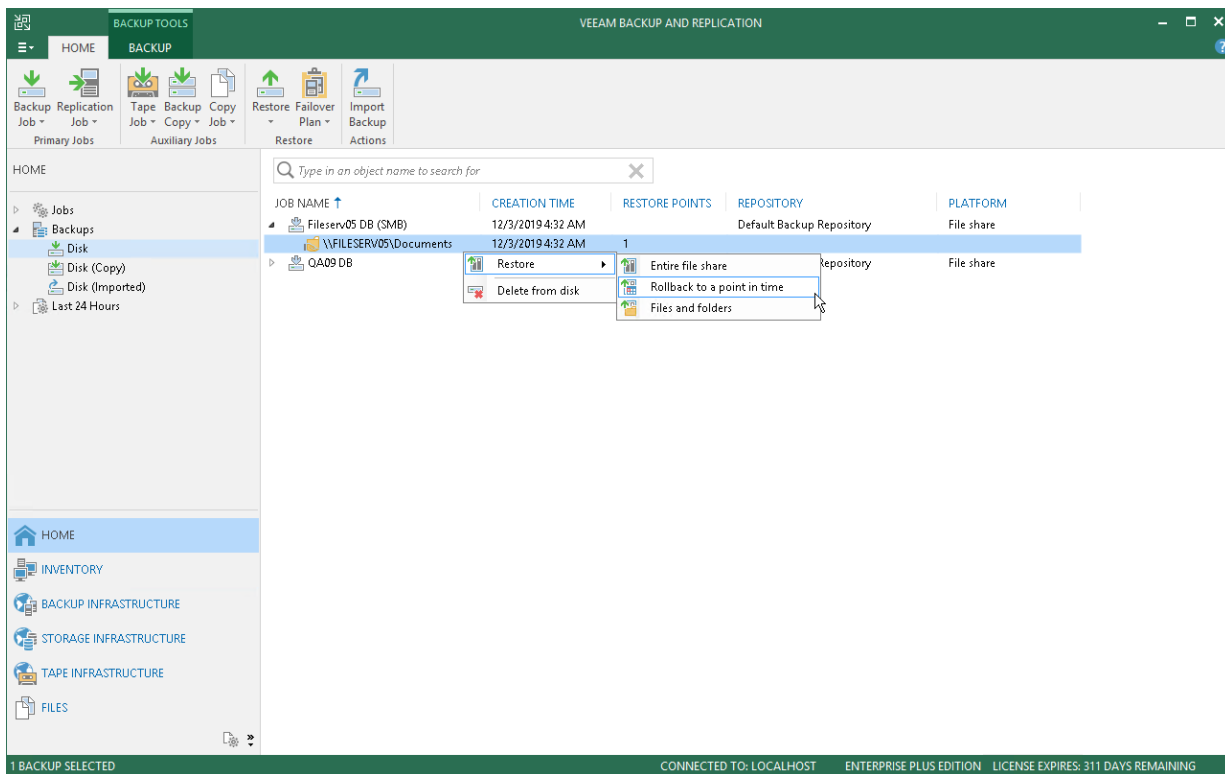 BACKUP TOOLS
VEEAM BACKUP AND REPLICATION
HOME BACKUP
Backup Job Replication Job Tape Job Backup Copy Copy Job Restore Failover Plan Import Backup
Primary Jobs Auxiliary Jobs Restore Actions
HOME
Type in an object name to search for
JOB NAME CREATION TIME RESTORE POINTS REPOSITORY PLATFORM
Jobs
Fileserv05 DB (SMB) 12/3/2019 4:32 AM Default Backup Repository File share
Backups
\\FILESERV05\Documents 12/3/2019 4:32 AM 1
Disk
QA09 DB Repository File share
Disk (Copy)
Disk (Imported)
Last 24 Hours
Restore
Delete from disk
Entire file share
Rollback to a point in time
Files and folders
HOME
INVENTORY
BACKUP INFRASTRUCTURE
STORAGE INFRASTRUCTURE
TAPE INFRASTRUCTURE
FILES
1 BACKUP SELECTED CONNECTED TO: LOCALHOST ENTERPRISE PLUS EDITION LICENSE EXPIRES: 311 DAYS REMAINING